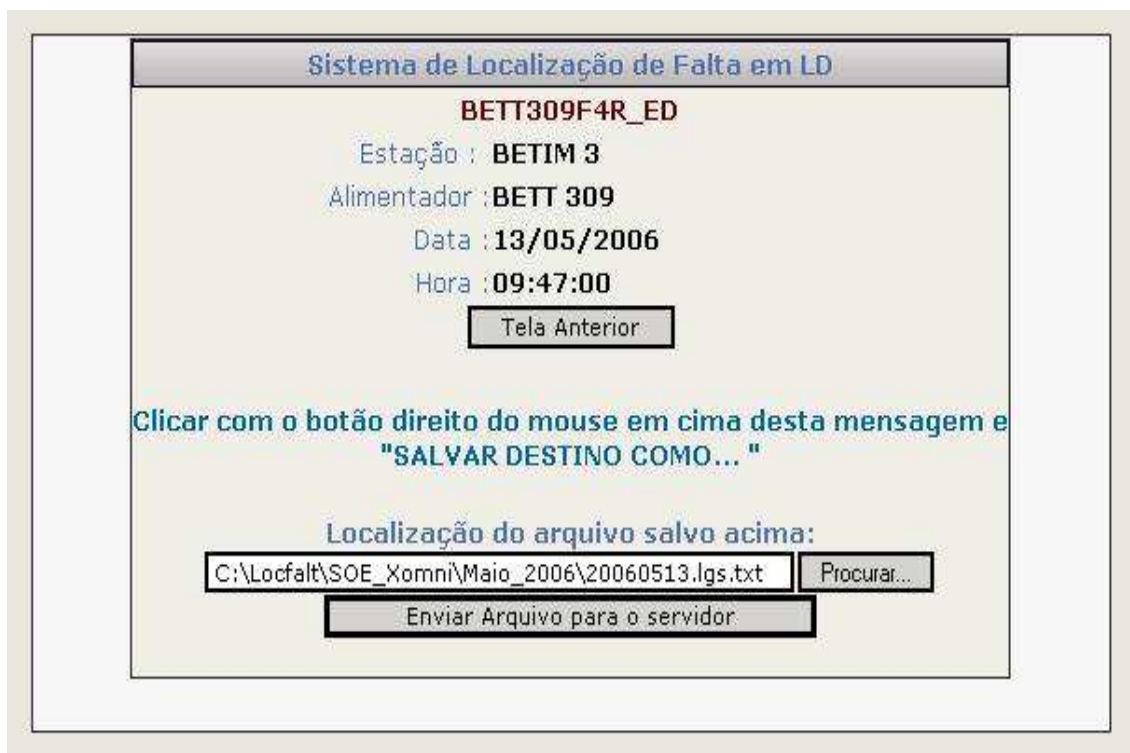 Sistema de Localização de Falta em LD
BETT309F4R_ED
Estação : BETIM 3
Alimentador :BETT 309
Data :13/05/2006
Hora :09:47:00
Tela Anterior
Clicar com o botão direito do mouse em cima desta mensagem e
"SALVAR DESTINO COMO... "
Localização do arquivo salvo acima:
C:\Locfalt\SOE_Xomni\Maio_2006\20060513.lgs.txt Procurar...
Enviar Arquivo para o servidor